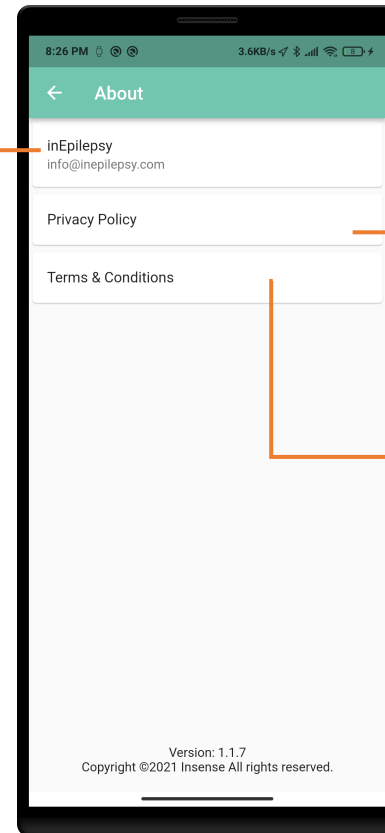 8:26 PM 3.6KB/s 8
About
inEpilepsy
info@inepilepsy.com
Privacy Policy
Terms & Conditions
Version: 1.1.7
Copyright ©2021 Insense All rights reserved.